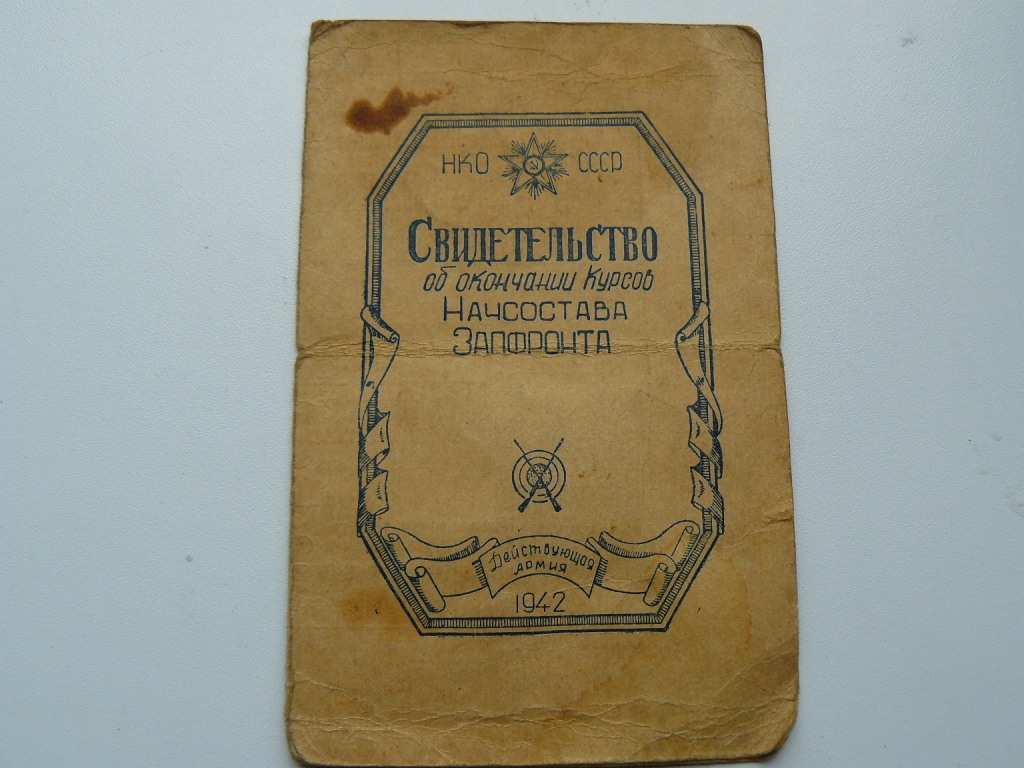 НКО СССР
Свидетельство
об окончании Курсов
Начсостава
Запфронта
Действующая
армия
1942